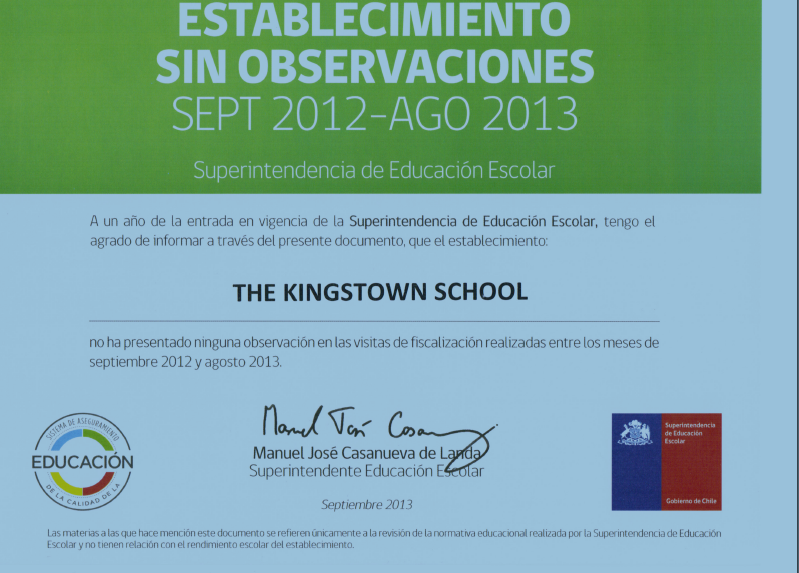 ESTABLECIMIENTO
SIN OBSERVACIONES
SEPT 2012-AGO 2013
Superintendencia de Educación Escolar
A un año de la entrada en vigencia de la Superintendencia de Educación Escolar, tengo el
agrado de informar a través del presente documento, que el establecimiento:
THE KINGSTOWN SCHOOL
no ha presentado ninguna observación en las visitas de fiscalización realizadas entre los meses de
septiembre 2012 y agosto 2013.
SISTEMA DE ASEGURAMIENTO
EDUCACIÓN
DE LA CALIDAD DE LA
Manuel José Casanueva de Landa
Superintendente Educación Escolar
Septiembre 2013
Superintendencia
de Educación
Escolar
Gobierno de Chile
Las materias a las que hace mención este documento se refieren únicamente a la revisión de la normativa educacional realizada por la Superintendencia de Educación
Escolar y no tienen relación con el rendimiento escolar del establecimiento.